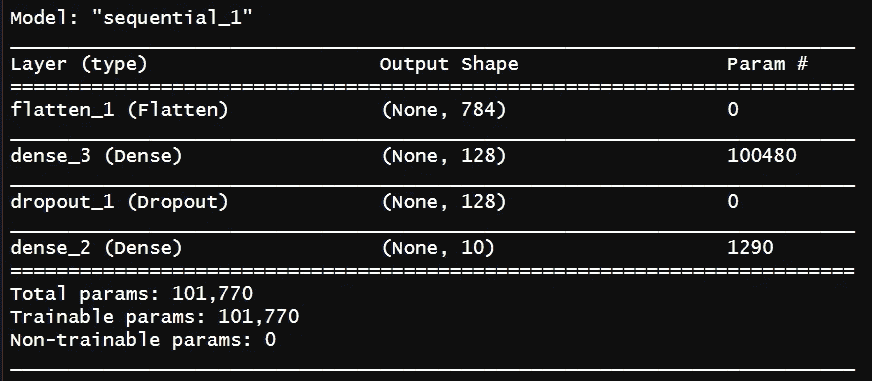 Model: "sequential_1"
Layer (type) Output Shape Param #
flatten_1 (Flatten) (None, 784) 0
dense_3 (Dense) (None, 128) 100480
dropout_1 (Dropout) (None, 128) 0
dense_2 (Dense) (None, 10) 1290
Total params: 101,770
Trainable params: 101,770
Non-trainable params: 0